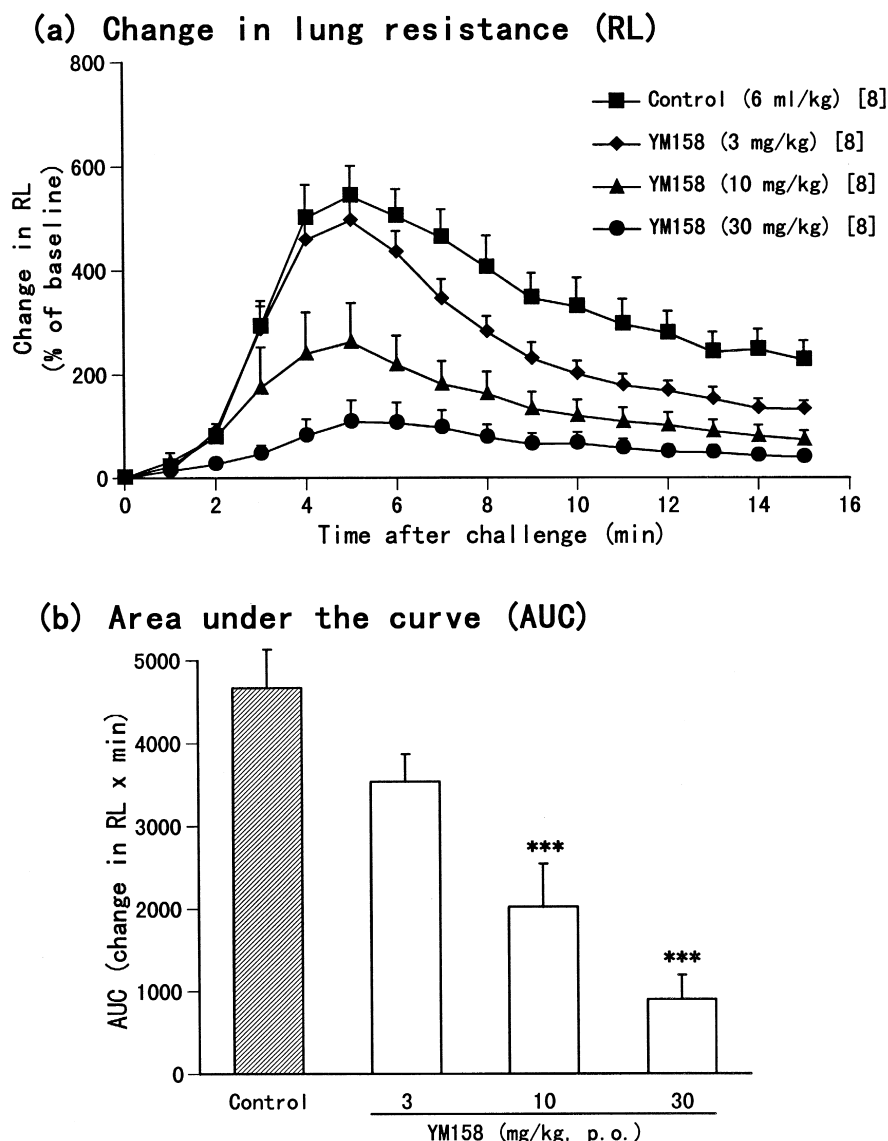 (a) Change in lung resistance (RL)
Change in RL
(% of baseline)
800
600
400
200
0
Control (6 ml/kg) [8]
YM158 (3 mg/kg) [8]
YM158 (10 mg/kg) [8]
YM158 (30 mg/kg) [8]
0 2 4 6 8 10 12 14 16
Time after challenge (min)
(b) Area under the curve (AUC)
AUC (change in RL x min)
5000
4000
3000
2000
1000
0
***
***
Control 3 10 30
YM158 (mg/kg, p.o.)